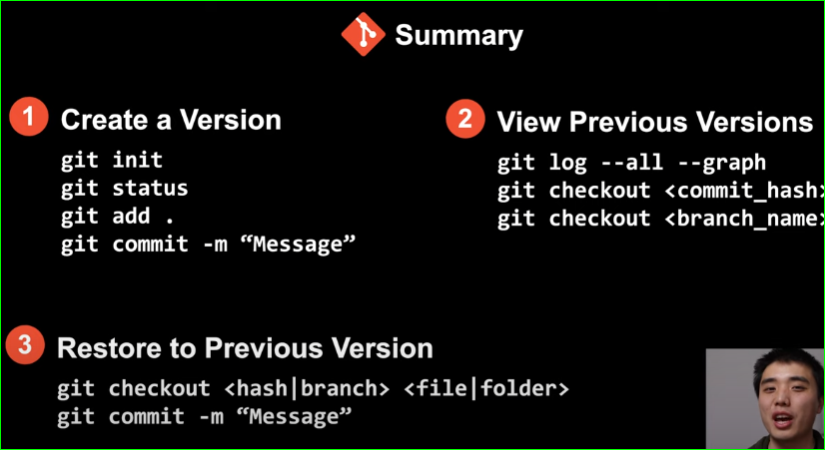 Summary
1 Create a Version
git init
git status
git add .
git commit -m “Message”
2 View Previous Versions
git log --all --graph
git checkout <commit_hash>
git checkout <branch_name>
3 Restore to Previous Version
git checkout <hash|branch> <file|folder>
git commit -m “Message”